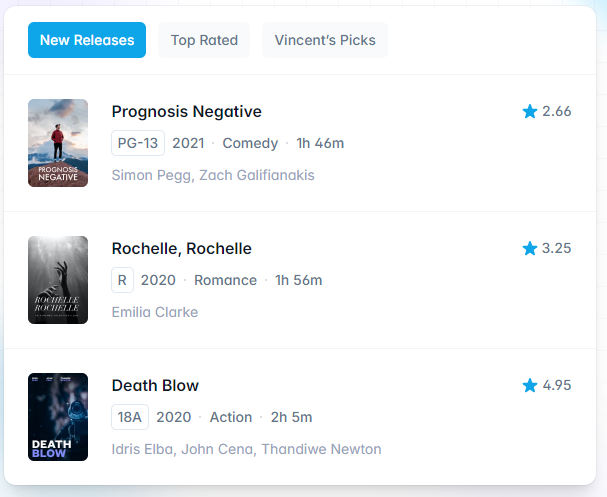 New Releases
Top Rated
Vincent’s Picks
Prognosis Negative
2.66
PG-13 2021 · Comedy · 1h 46m
Simon Pegg, Zach Galifianakis
PROGNOSIS
NEGATIVE
Rochelle, Rochelle
3.25
R 2020 · Romance · 1h 56m
Emilia Clarke
ROCHELLE
ROCHELLE
Death Blow
4.95
18A 2020 · Action · 2h 5m
Idris Elba, John Cena, Thandiwe Newton
DEATH
BLOW